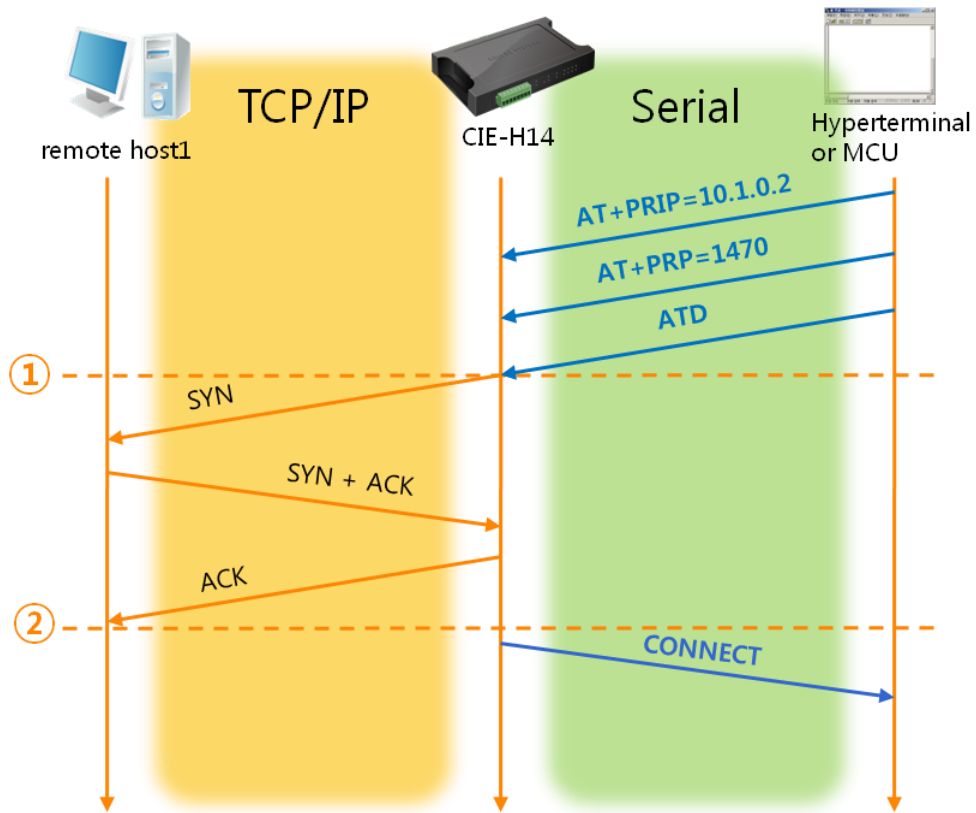 TCP/IP
Serial
remote host1
CIE-H14
Hyperterminal
or MCU
AT+PRIP=10.1.0.2
AT+PRP=1470
ATD
①
SYN
SYN + ACK
ACK
②
CONNECT